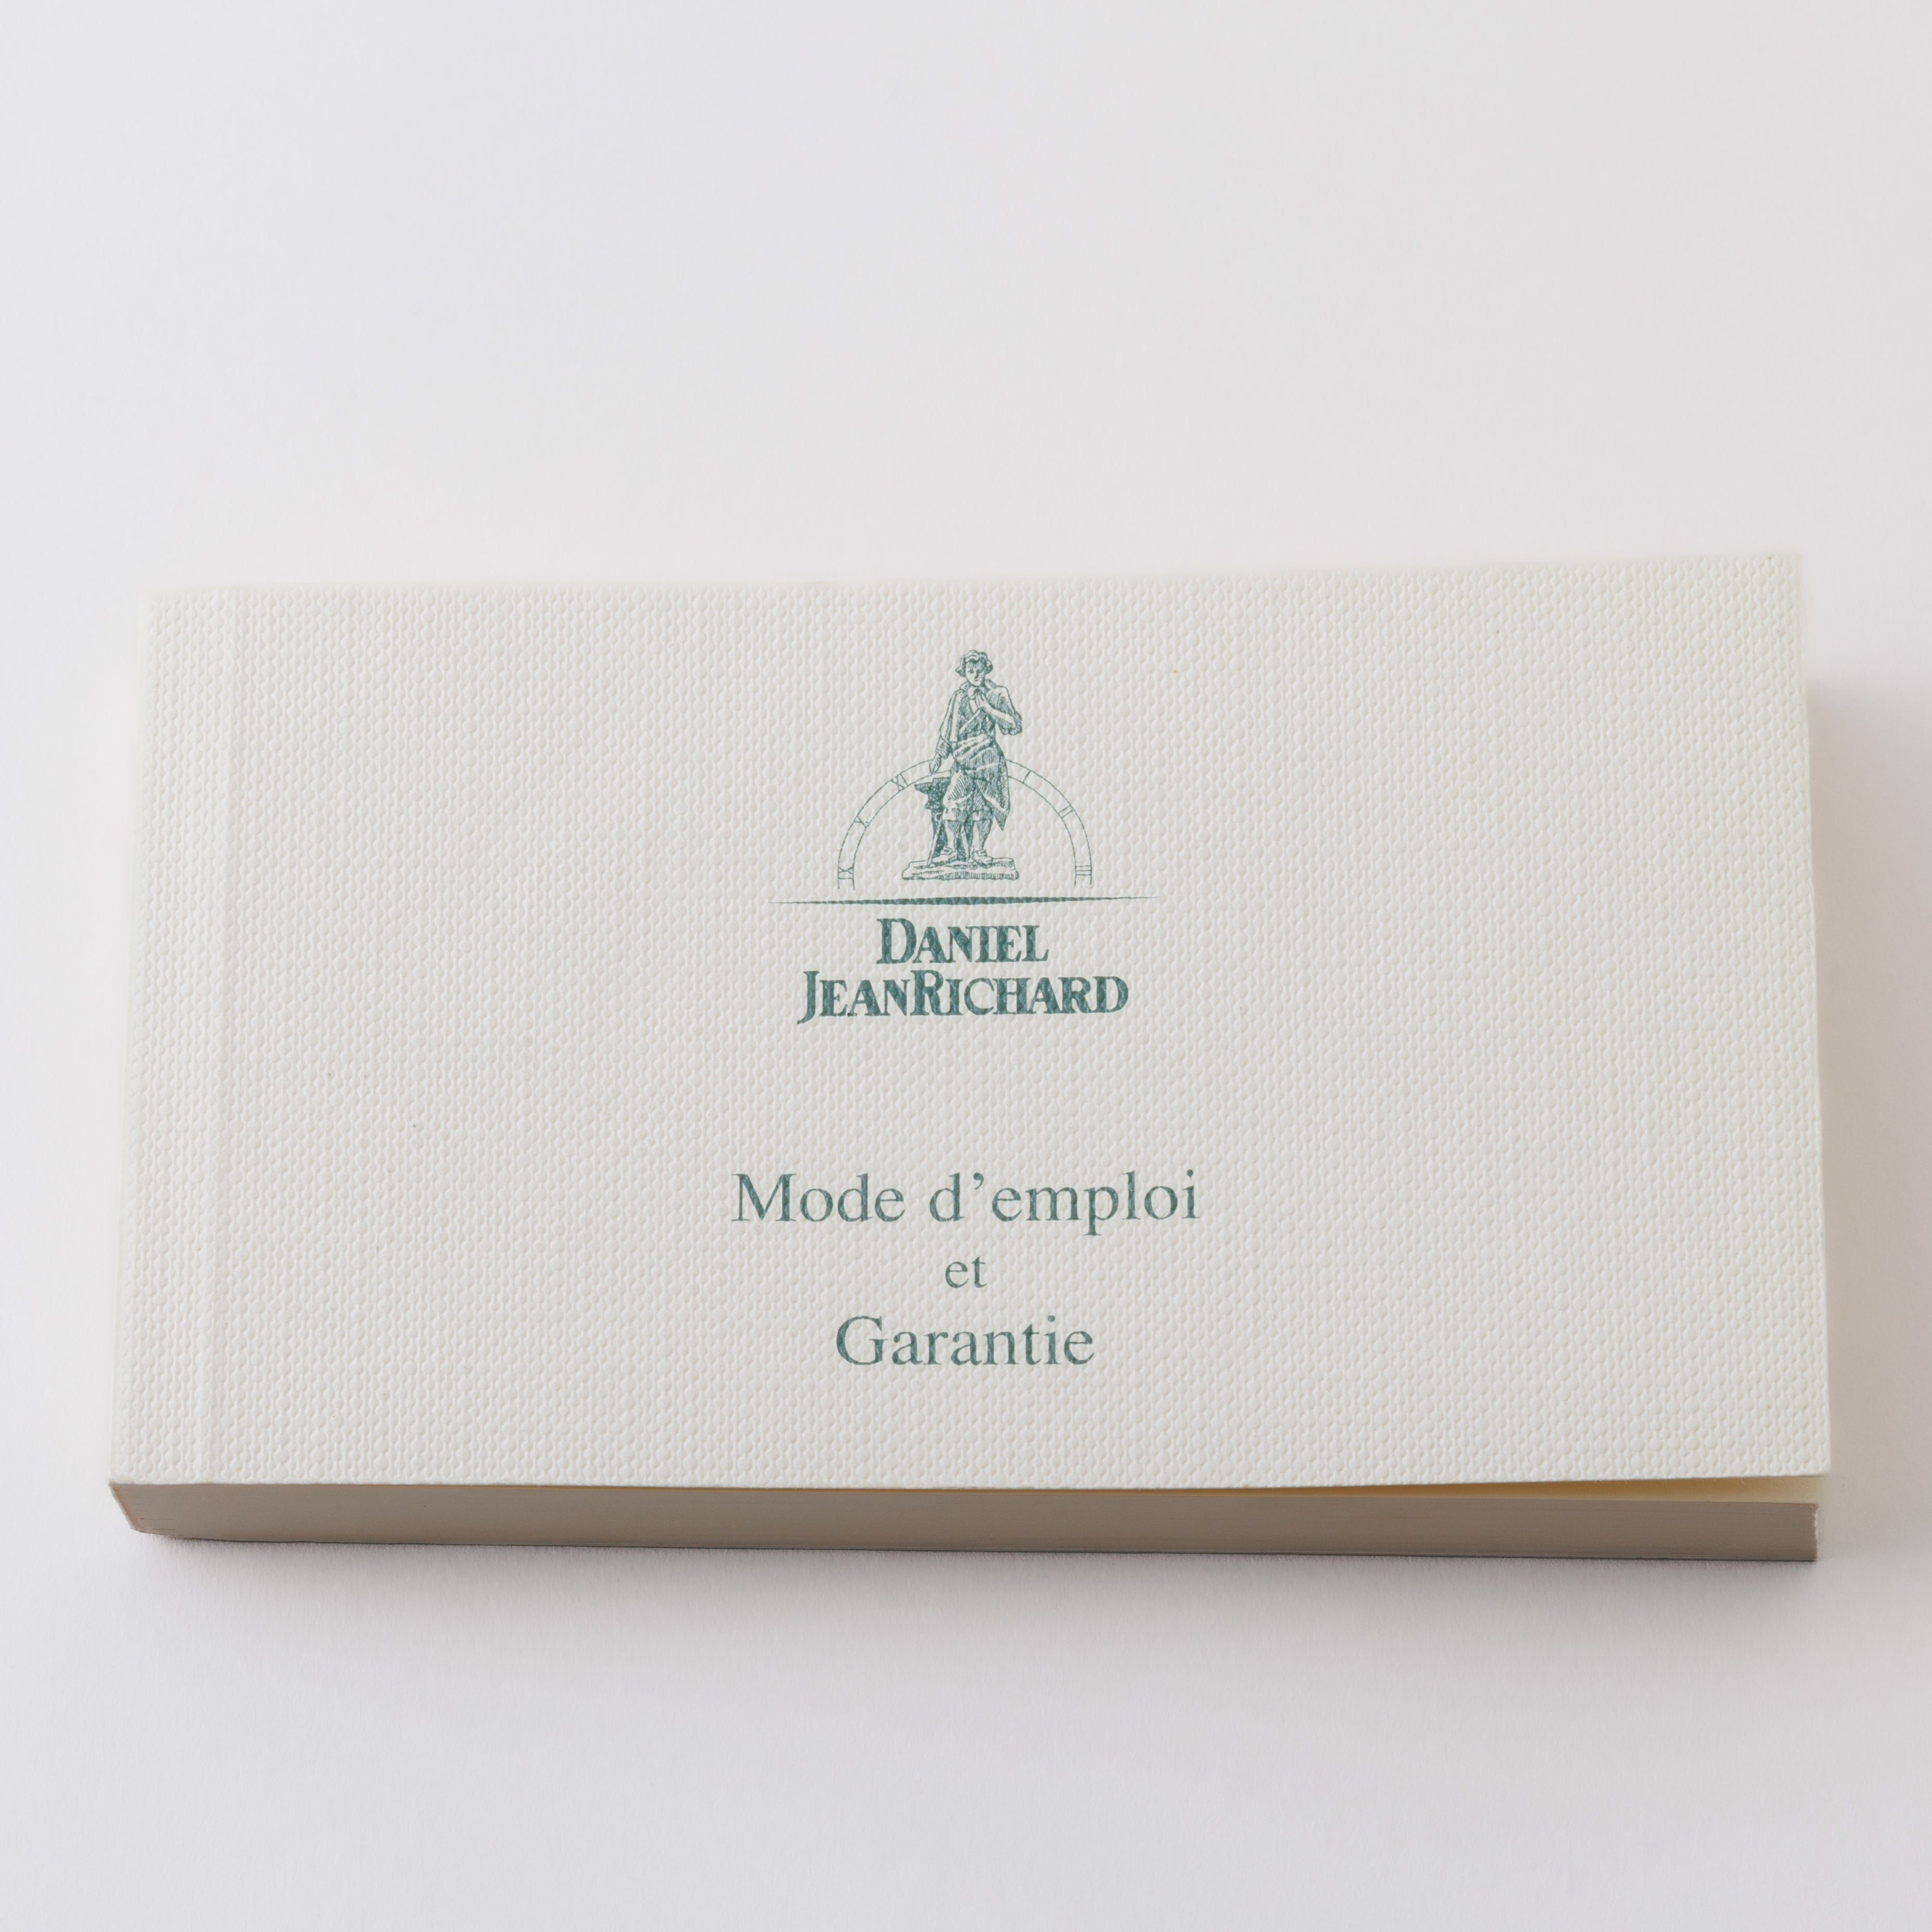 DANIEL
JEANRICHARD
Mode d’emploi
et
Garantie